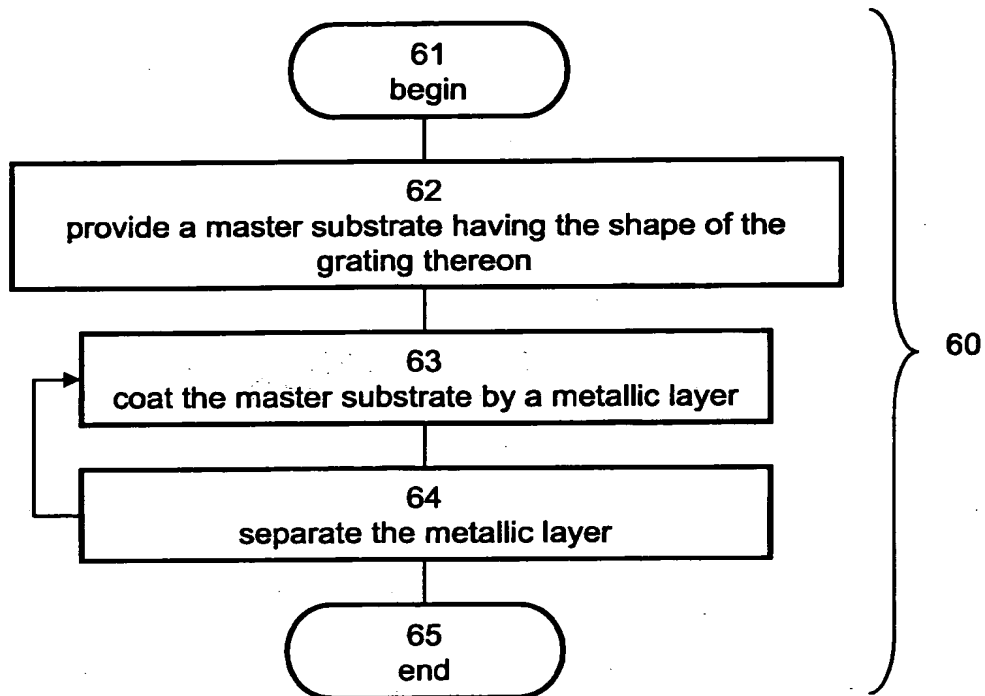 61
begin
62
provide a master substrate having the shape of the
grating thereon
63
coat the master substrate by a metallic layer
60
64
separate the metallic layer
65
end